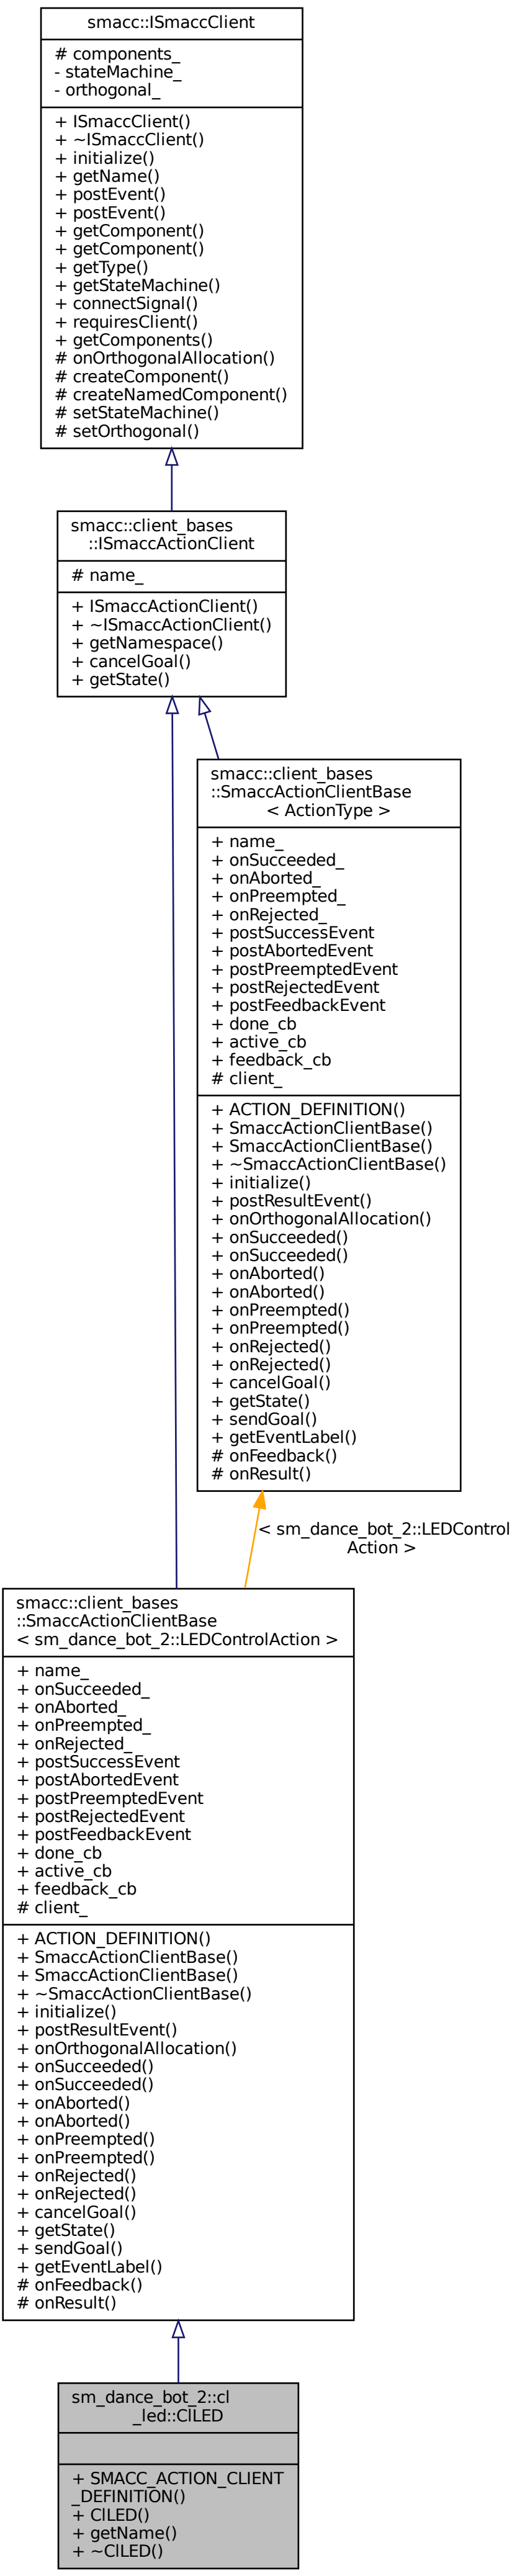 smacc::ISmaccClient
# components_
- stateMachine_
- orthogonal_
+ ISmaccClient()
+ ~ISmaccClient()
+ initialize()
+ getName()
+ postEvent()
+ postEvent()
+ getComponent()
+ getComponent()
+ getType()
+ getStateMachine()
+ connectSignal()
+ requiresClient()
+ getComponents()
# onOrthogonalAllocation()
# createComponent()
# createNamedComponent()
# setStateMachine()
# setOrthogonal()
smacc::client_bases
::ISmaccActionClient
# name_
+ ISmaccActionClient()
+ ~ISmaccActionClient()
+ getNamespace()
+ cancelGoal()
+ getState()
smacc::client_bases
::SmaccActionClientBase
< ActionType >
+ name_
+ onSucceeded_
+ onAborted_
+ onPreempted_
+ onRejected_
+ postSuccessEvent
+ postAbortedEvent
+ postPreemptedEvent
+ postRejectedEvent
+ postFeedbackEvent
+ done_cb
+ active_cb
+ feedback_cb
# client_
+ ACTION_DEFINITION()
+ SmaccActionClientBase()
+ SmaccActionClientBase()
+ ~SmaccActionClientBase()
+ initialize()
+ postResultEvent()
+ onOrthogonalAllocation()
+ onSucceeded()
+ onSucceeded()
+ onAborted()
+ onAborted()
+ onPreempted()
+ onPreempted()
+ onRejected()
+ onRejected()
+ cancelGoal()
+ getState()
+ sendGoal()
+ getEventLabel()
# onFeedback()
# onResult()
< sm_dance_bot_2::LEDControl
Action >
smacc::client_bases
::SmaccActionClientBase
< sm_dance_bot_2::LEDControlAction >
+ name_
+ onSucceeded_
+ onAborted_
+ onPreempted_
+ onRejected_
+ postSuccessEvent
+ postAbortedEvent
+ postPreemptedEvent
+ postRejectedEvent
+ postFeedbackEvent
+ done_cb
+ active_cb
+ feedback_cb
# client_
+ ACTION_DEFINITION()
+ SmaccActionClientBase()
+ SmaccActionClientBase()
+ ~SmaccActionClientBase()
+ initialize()
+ postResultEvent()
+ onOrthogonalAllocation()
+ onSucceeded()
+ onSucceeded()
+ onAborted()
+ onAborted()
+ onPreempted()
+ onPreempted()
+ onRejected()
+ onRejected()
+ cancelGoal()
+ getState()
+ sendGoal()
+ getEventLabel()
# onFeedback()
# onResult()
sm_dance_bot_2::cl
_led::ClLED
+ SMACC_ACTION_CLIENT
_DEFINITION()
+ ClLED()
+ getName()
+ ~ClLED()